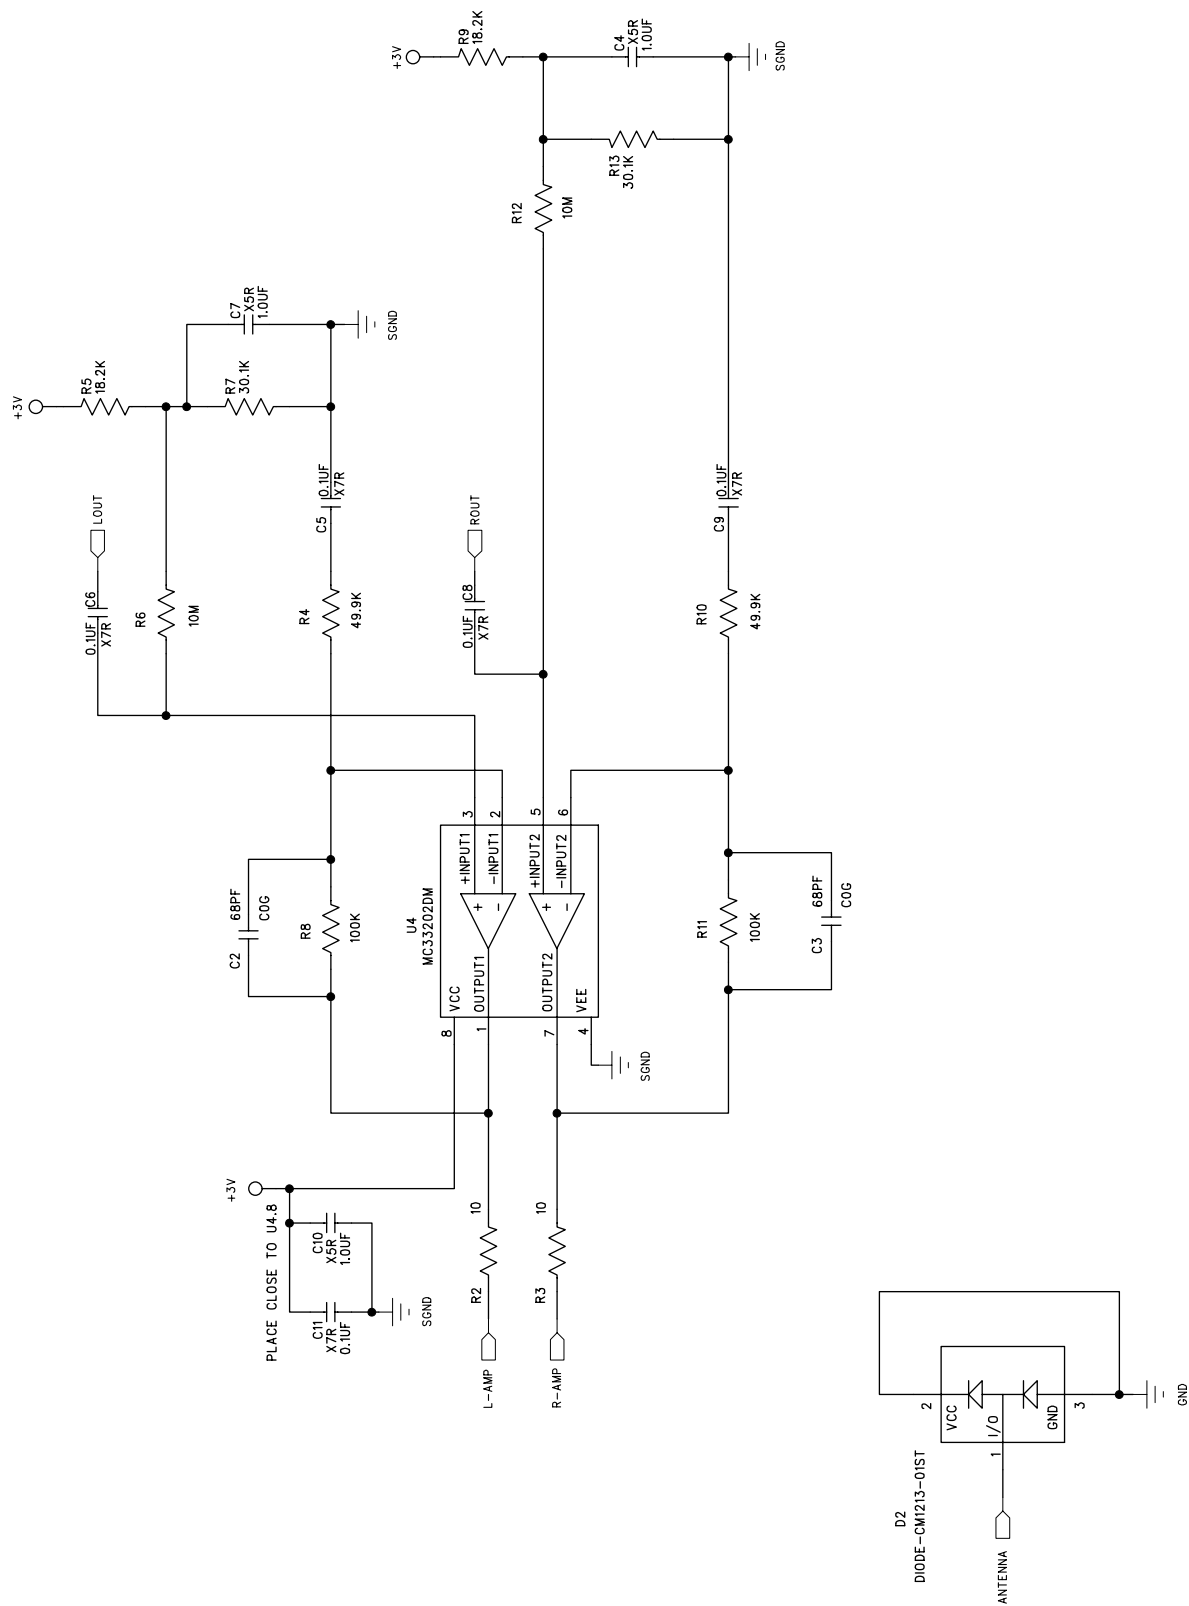 +3V
R9
18.2K
C4
X5R
1.0UF
SGND
R13
30.1K
R12
10M
+3V
R5
18.2K
C7
X5R
1.0UF
R7
30.1K
SGND
LOUT
C6
0.1UF
X7R
R6
10M
0.1UF
X7R
C5
R4
49.9K
ROUT
C8
0.1UF
X7R
0.1UF
X7R
C9
R10
49.9K
3
2
5
6
+INPUT1
-INPUT1
+INPUT2
-INPUT2
+
-
+
-
U4
MC33202DM
VCC
OUTPUT1
OUTPUT2
VEE
8
1
7
4
SGND
68PF
C0G
C2
R8
100K
R11
100K
68PF
C0G
C3
+3V
PLACE CLOSE TO U4.8
C10
X5R
1.0UF
C11
X7R
0.1UF
SGND
10
R2
10
R3
L-AMP
R-AMP
2
VCC
I/O
GND
3
1
GND
D2
DIODE-CM1213-01ST
ANTENNA